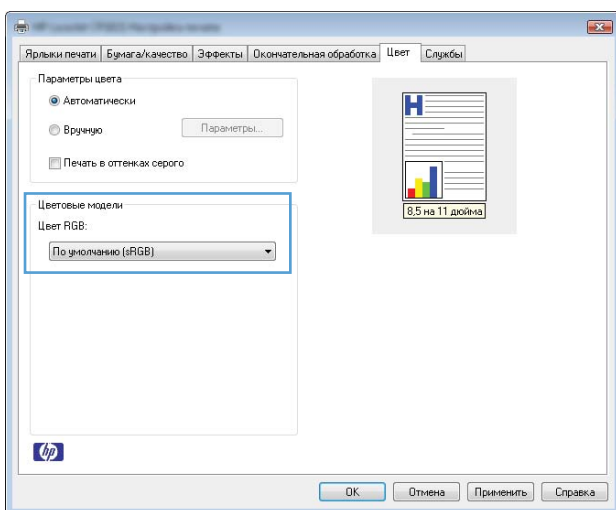 Ярлыки печати Бумага/качество Эффекты Окончательная обработка Цвет Службы
Параметры цвета
Автоматически
Вручную Параметры...
Печать в оттенках серого
8,5 на 11 дюйма
Цветовые модели
Цвет RGB:
По умолчанию (sRGB)
hp
OK Отмена Применить Справка